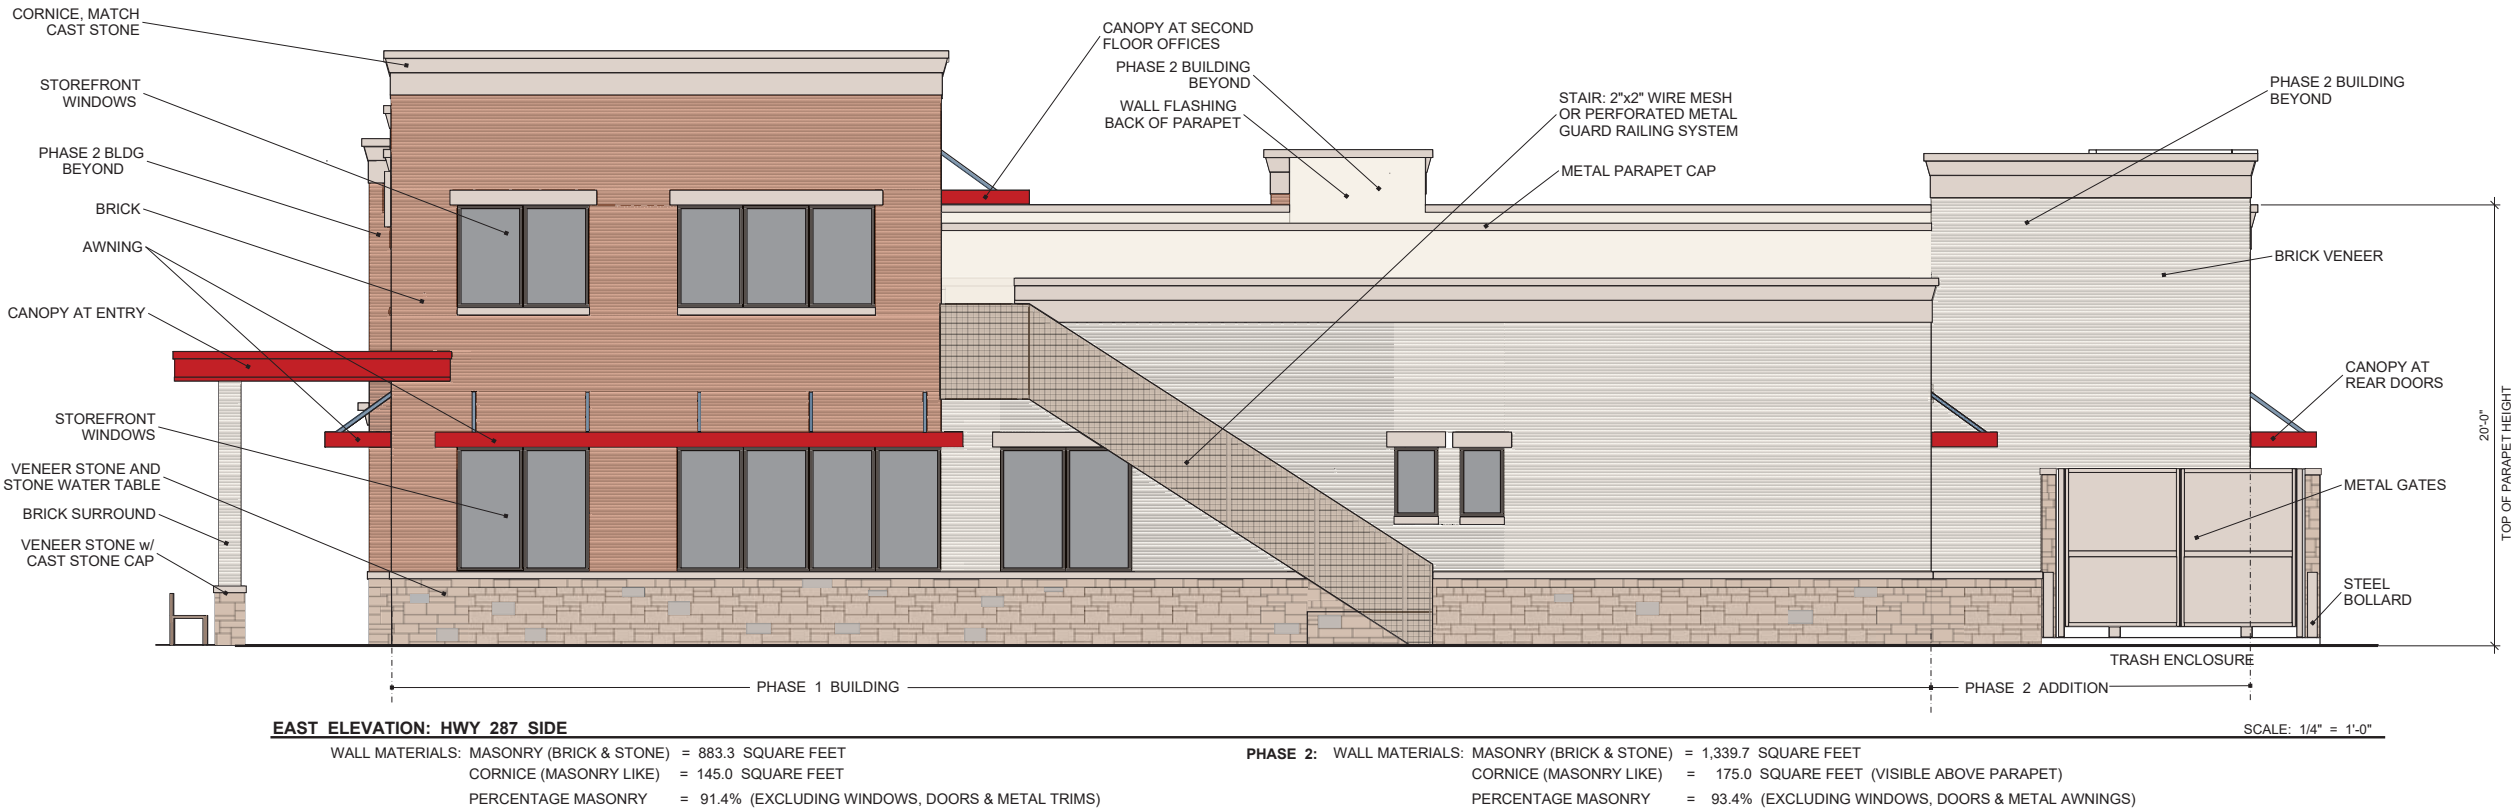 CORNICE, MATCH
CAST STONE
STOREFRONT
WINDOWS
PHASE 2 BLDG
BEYOND
BRICK
AWNING
CANOPY AT ENTRY
STOREFRONT
WINDOWS
VENEER STONE AND
STONE WATER TABLE
BRICK SURROUND
VENEER STONE w/
CAST STONE CAP
CANOPY AT SECOND
FLOOR OFFICES
PHASE 2 BUILDING
BEYOND
WALL FLASHING
BACK OF PARAPET
STAIR: 2"x2" WIRE MESH
OR PERFORATED METAL
GUARD RAILING SYSTEM
METAL PARAPET CAP
PHASE 2 BUILDING
BEYOND
BRICK VENEER
CANOPY AT
REAR DOORS
METAL GATES
STEEL
BOLLARD
20'-0"
TOP OF PARAPET HEIGHT
TRASH ENCLOSURE
PHASE 1 BUILDING
PHASE 2 ADDITION
EAST ELEVATION: HWY 287 SIDE
SCALE: 1/4" = 1'-0"
WALL MATERIALS: MASONRY (BRICK & STONE) = 883.3 SQUARE FEET
CORNICE (MASONRY LIKE) = 145.0 SQUARE FEET
PERCENTAGE MASONRY = 91.4% (EXCLUDING WINDOWS, DOORS & METAL TRIMS)
PHASE 2: WALL MATERIALS: MASONRY (BRICK & STONE) = 1,339.7 SQUARE FEET
CORNICE (MASONRY LIKE) = 175.0 SQUARE FEET (VISIBLE ABOVE PARAPET)
PERCENTAGE MASONRY = 93.4% (EXCLUDING WINDOWS, DOORS & METAL AWNINGS)